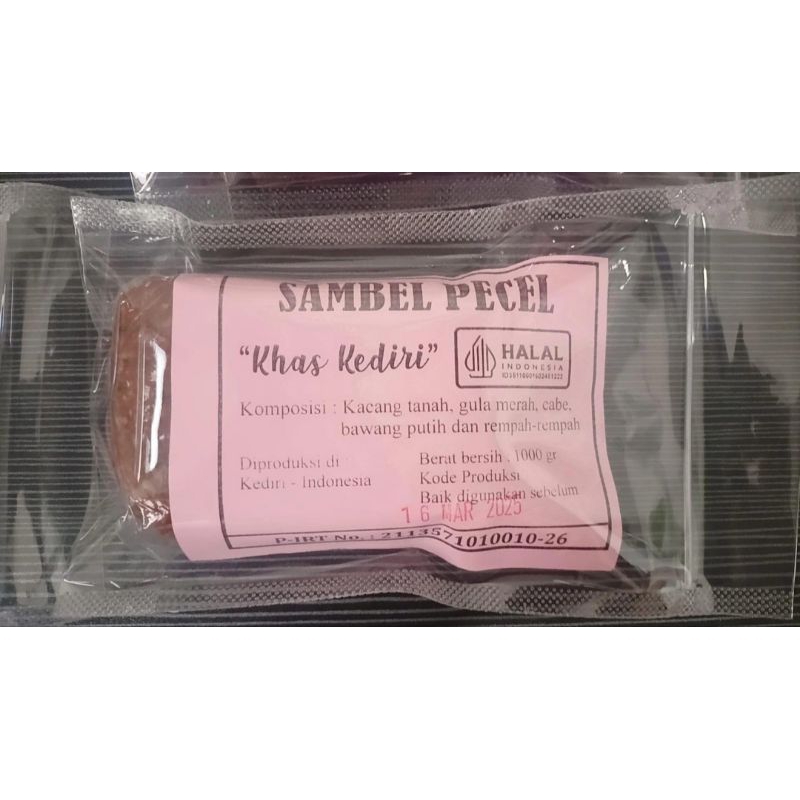 SAMBEL PECEL
"Khas Kediri"
HALAL
INDONESIA
Komposisi : Kacang tanah, gula merah, cabe,
bawang putih dan rempah-rempah
Diproduksi di
Kediri - Indonesia
Berat bersih : 1000 gr
Kode Produksi
Baik digunakan sebelum
16 MAR 2025
P-IRT No. : 2113571010010-26